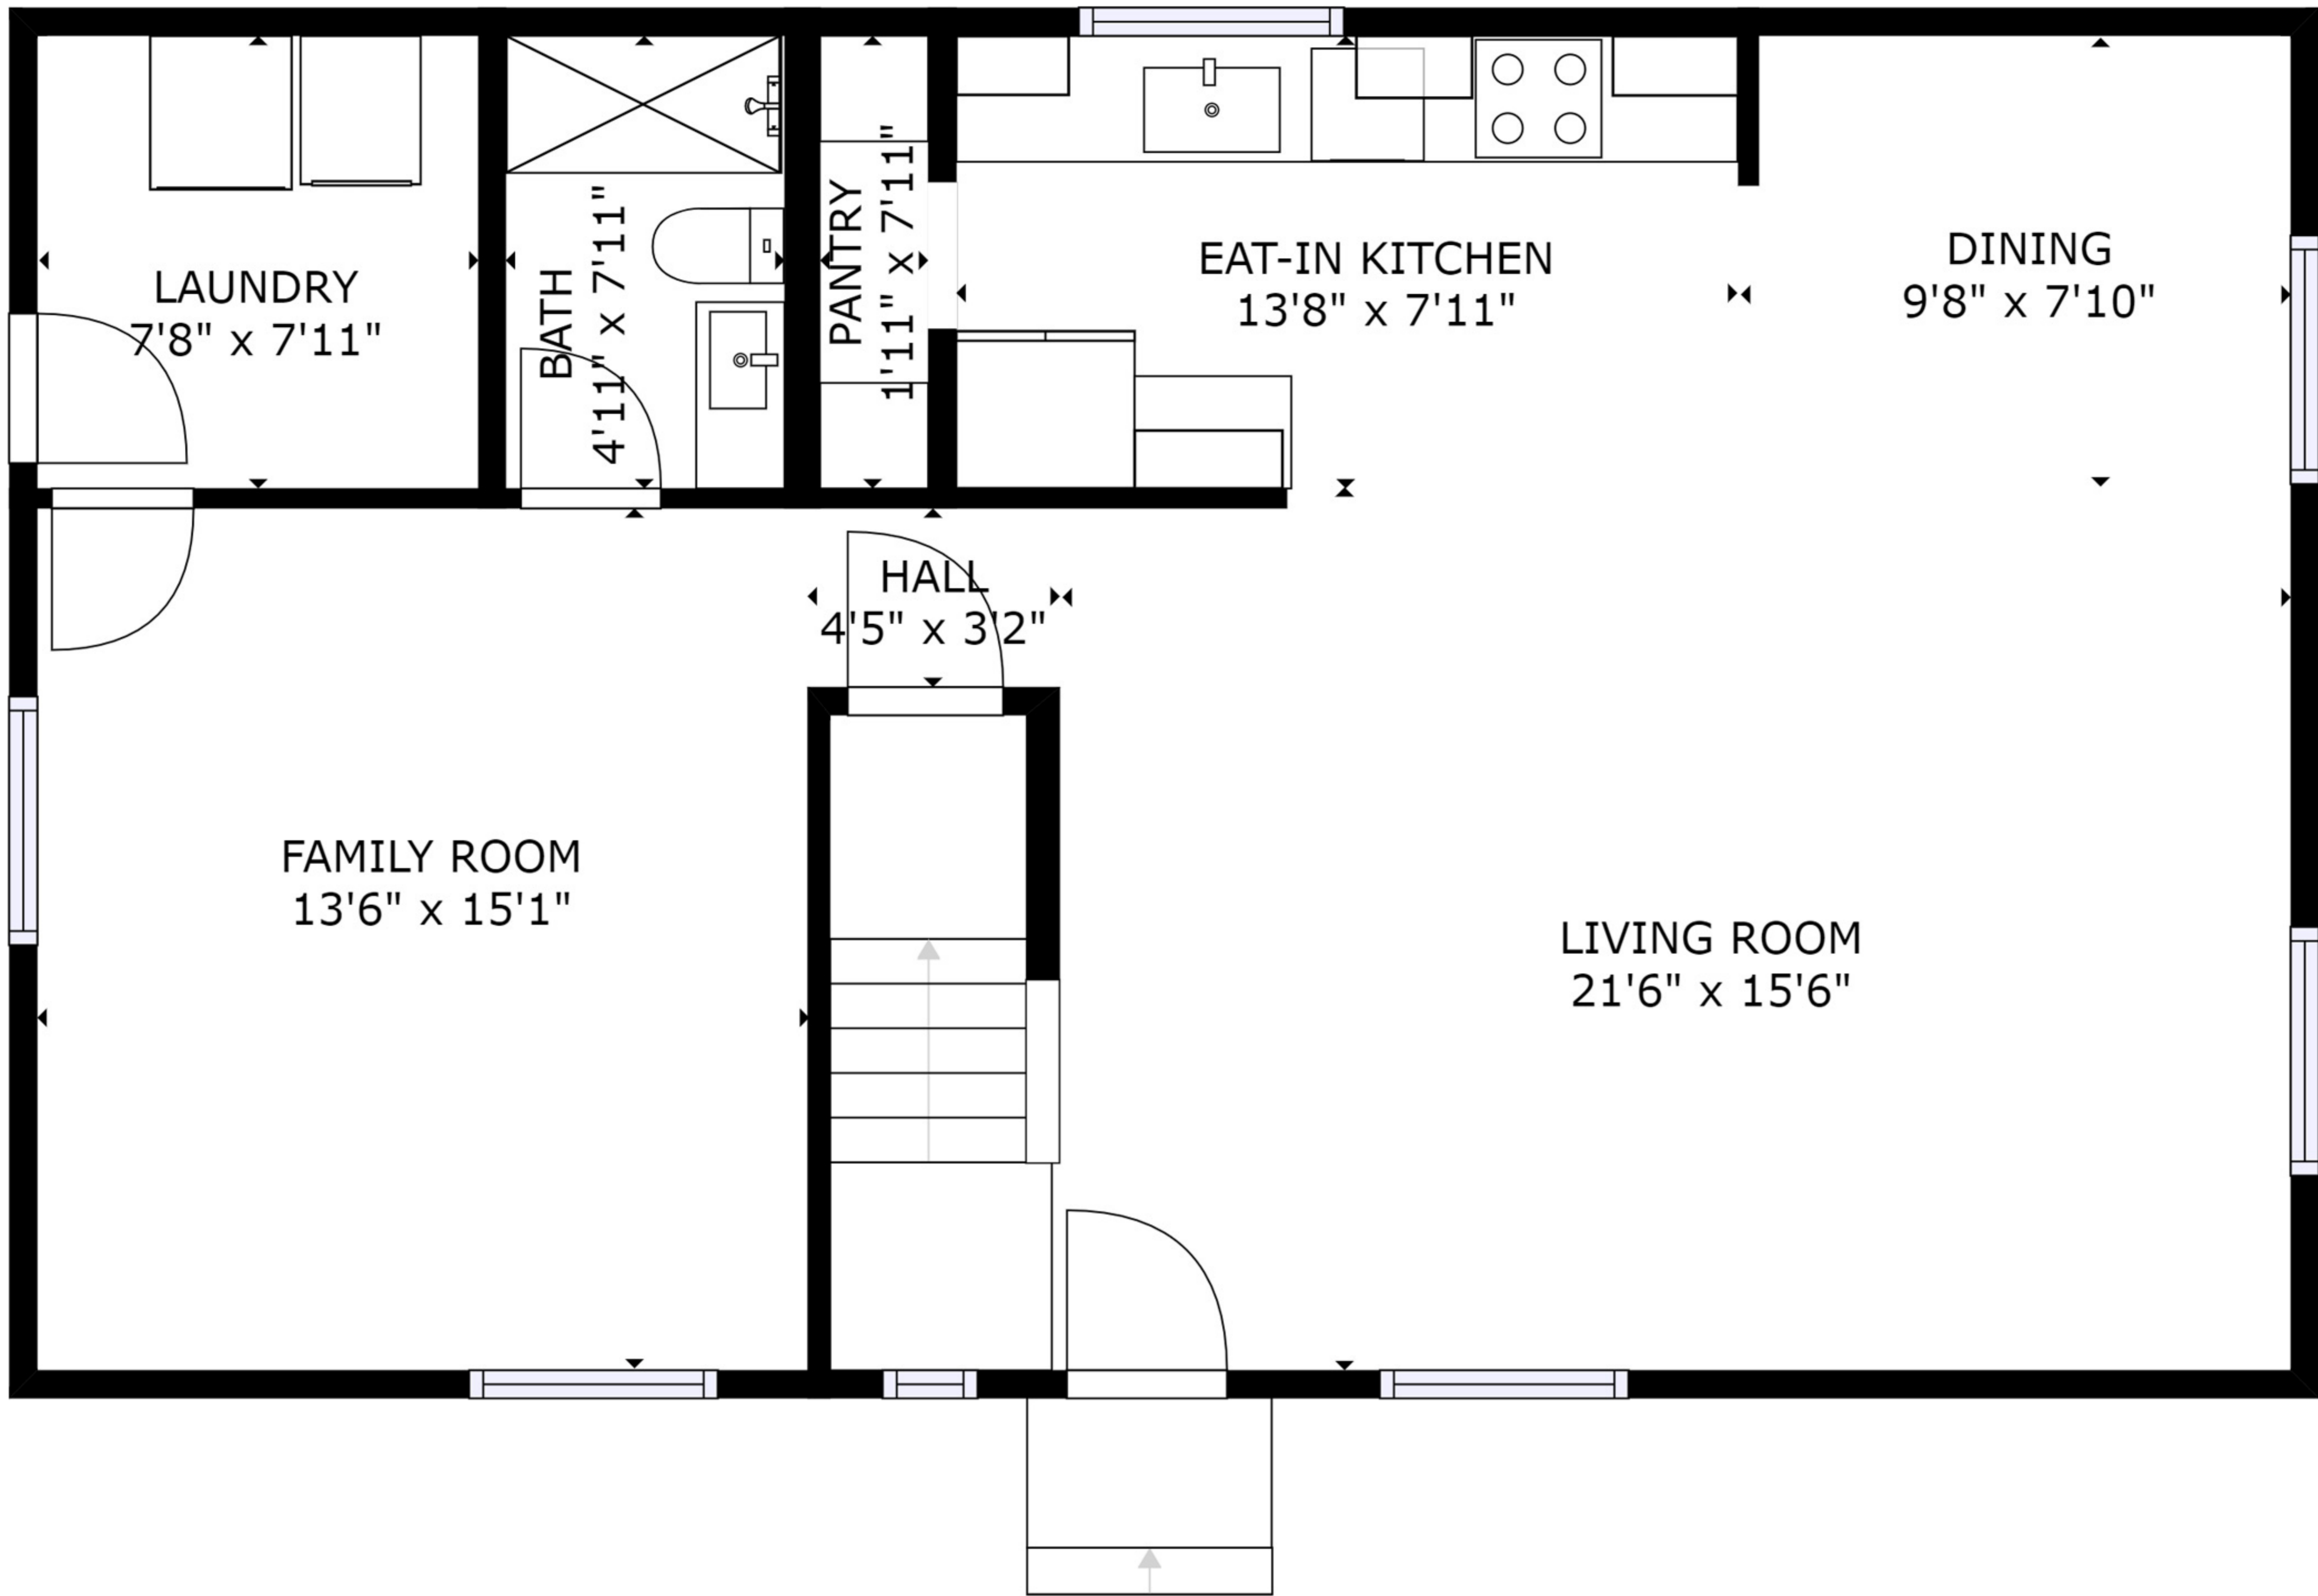 LAUNDRY
7'8" x 7'11"
BATH
4'11" x 7'11"
PANTRY
1'11" x 7'11"
EAT-IN KITCHEN
13'8" x 7'11"
DINING
9'8" x 7'10"
HALL
4'5" x 3'2"
FAMILY ROOM
13'6" x 15'1"
LIVING ROOM
21'6" x 15'6"